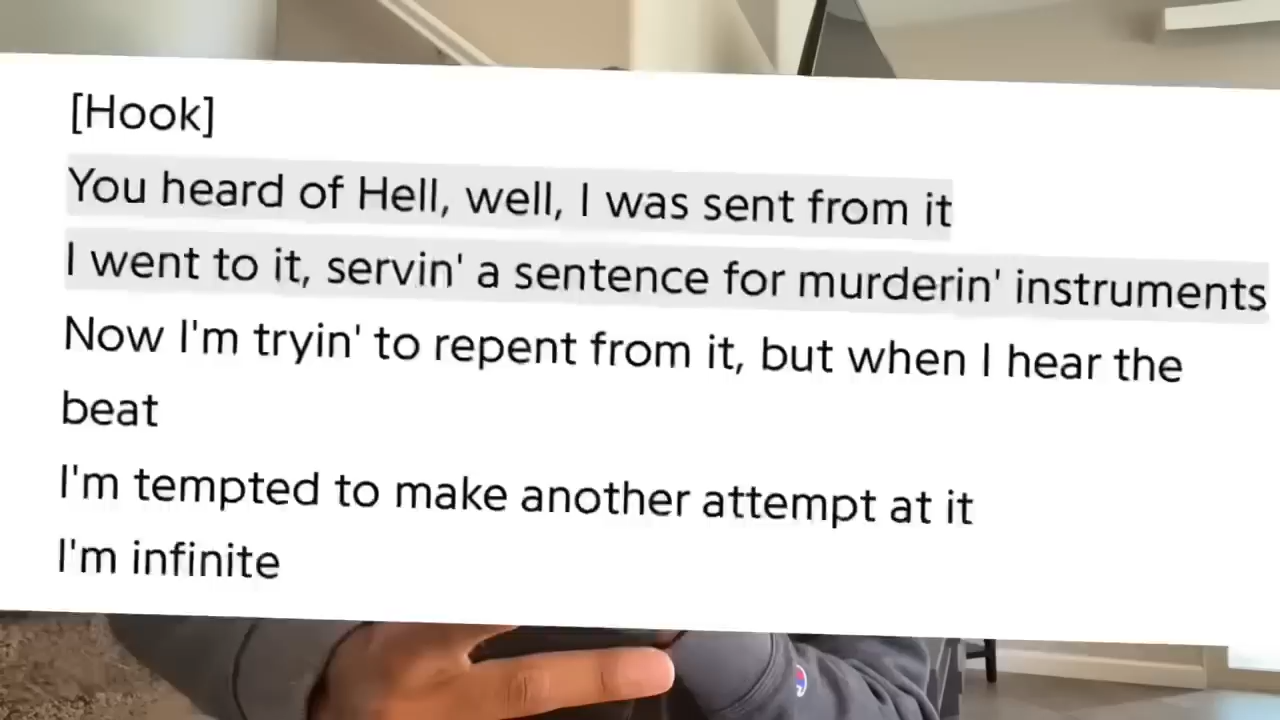 [Hook]
You heard of Hell, well, I was sent from it
I went to it, servin' a sentence for murderin' instruments
Now I'm tryin' to repent from it, but when I hear the
beat
I'm tempted to make another attempt at it
I'm infinite